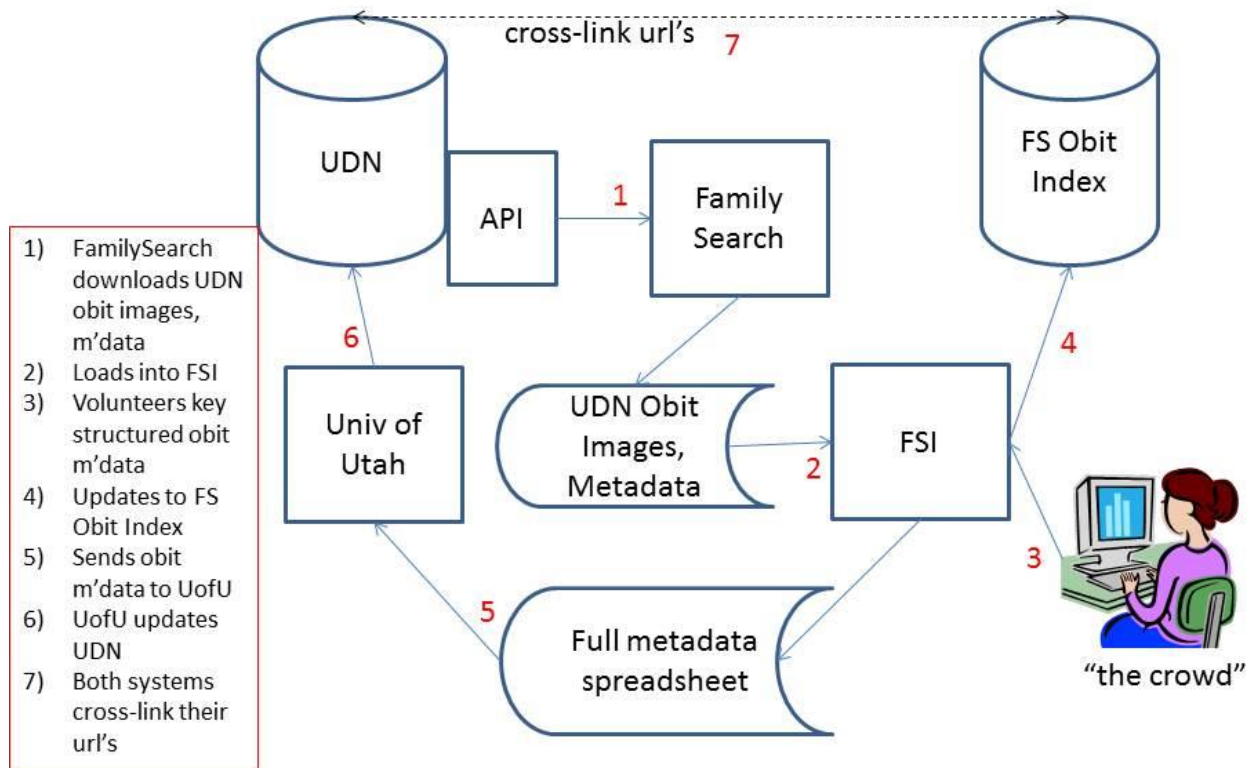 cross-link url's
7
UDN
API
1
Family
Search
FS Obit
Index
1) FamilySearch
downloads UDN
obit images,
m'data
2) Loads into FSI
3) Volunteers key
structured obit
m'data
4) Updates to FS
Obit Index
5) Sends obit
m'data to UofU
6) UofU updates
UDN
7) Both systems
cross-link their
url's
6
Univ of
Utah
UDN Obit
Images,
Metadata
2
FSI
4
3
"the crowd"
5
Full metadata
spreadsheet